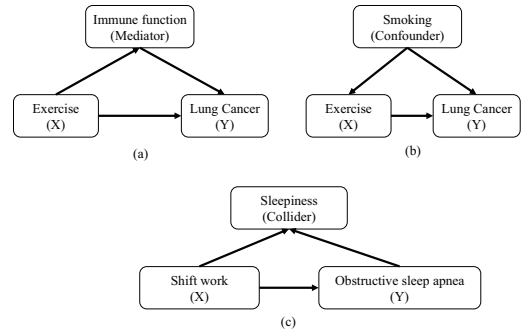 Immune function
(Mediator)
Exercise
(X)
Lung Cancer
(Y)
(a)
Smoking
(Confounder)
Exercise
(X)
Lung Cancer
(Y)
(b)
Sleepiness
(Collider)
Shift work
(X)
Obstructive sleep apnea
(Y)
(c)